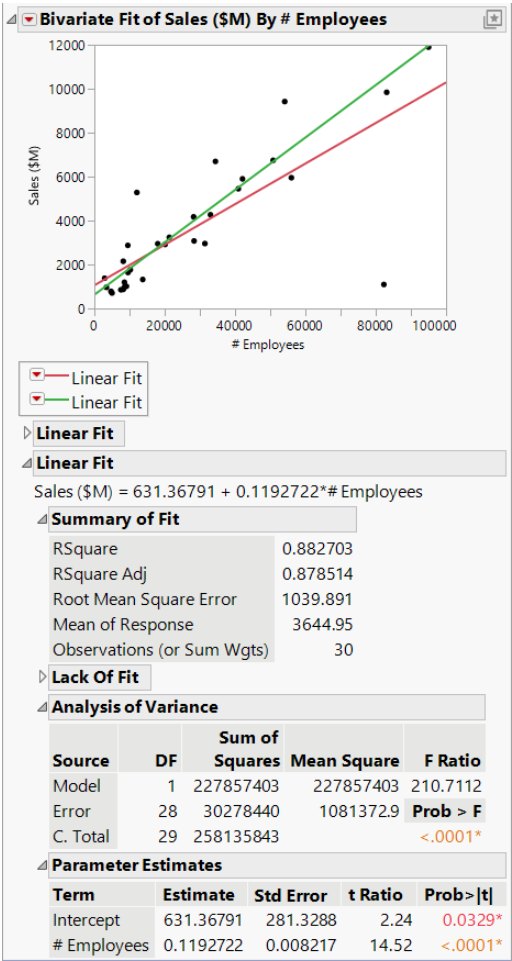 Bivariate Fit of Sales ($M) By # Employees
12000
10000
8000
6000
4000
2000
0
Sales ($M)
0 20000 40000 60000 80000 100000
# Employees
Linear Fit
Linear Fit
Linear Fit
Linear Fit
Sales ($M) = 631.36791 + 0.1192722*# Employees
Summary of Fit
RSquare 0.882703
RSquare Adj 0.878514
Root Mean Square Error 1039.891
Mean of Response 3644.95
Observations (or Sum Wgts) 30
Lack Of Fit
Analysis of Variance
Sum of
Source DF Squares Mean Square F Ratio
Model 1 227857403 227857403 210.7112
Error 28 30278440 1081372.9 Prob > F
C. Total 29 258135843 <.0001*
Parameter Estimates
Term Estimate Std Error t Ratio Prob>|t|
Intercept 631.36791 281.3288 2.24 0.0329*
# Employees 0.1192722 0.008217 14.52 <.0001*